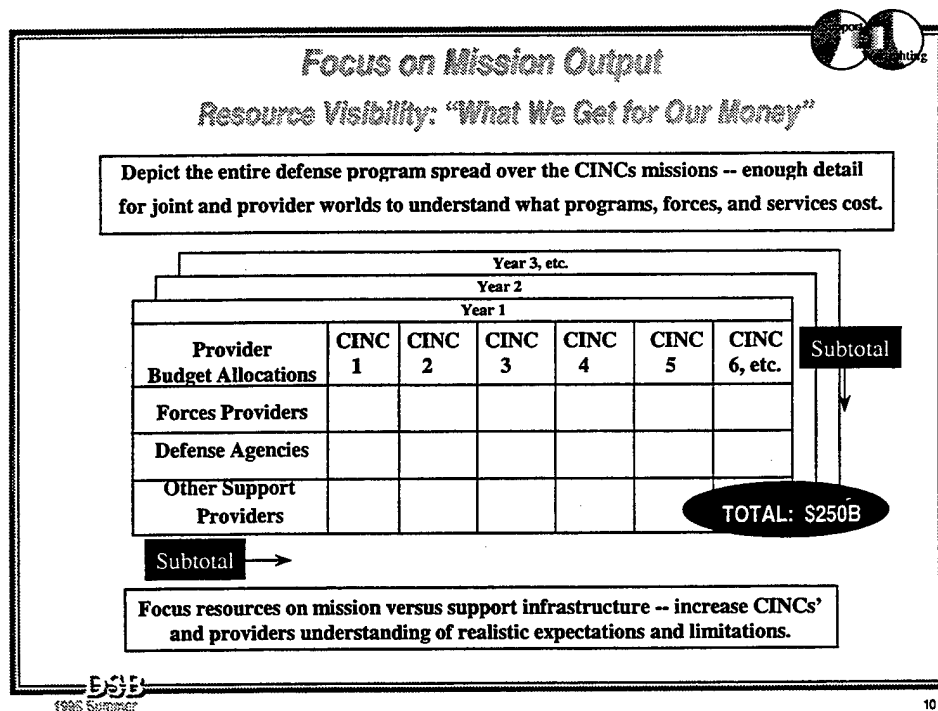 Focus on Mission Output
Resource Visibility: "What We Get for Our Money"
Depict the entire defense program spread over the CINCs missions -- enough detail
for joint and provider worlds to understand what programs, forces, and services cost.
Year 3, etc.
Year 2
Year 1
Provider Budget Allocations
CINC 1
CINC 2
CINC 3
CINC 4
CINC 5
CINC 6, etc.
Subtotal
Forces Providers
Defense Agencies
Other Support Providers
TOTAL: $250B
Subtotal
Focus resources on mission versus support infrastructure -- increase CINCs'
and providers understanding of realistic expectations and limitations.
DSB
Summer
10